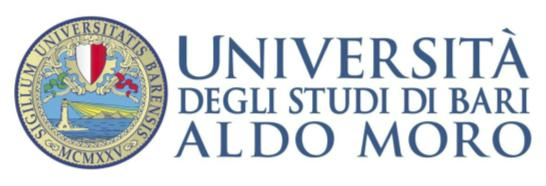 SIGILLUM UNIVERSITATIS BARENSIS
MCMXXV
UNIVERSITÀ
DEGLI STUDI DI BARI
ALDO MORO